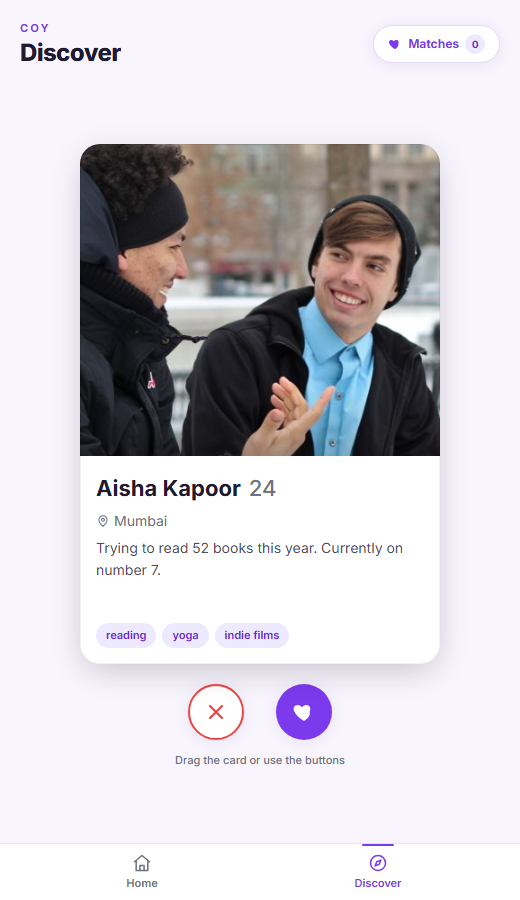 COY
Discover
Matches 0
Aisha Kapoor 24
Mumbai
Trying to read 52 books this year. Currently on
number 7.
reading yoga indie films
Drag the card or use the buttons
Home Discover